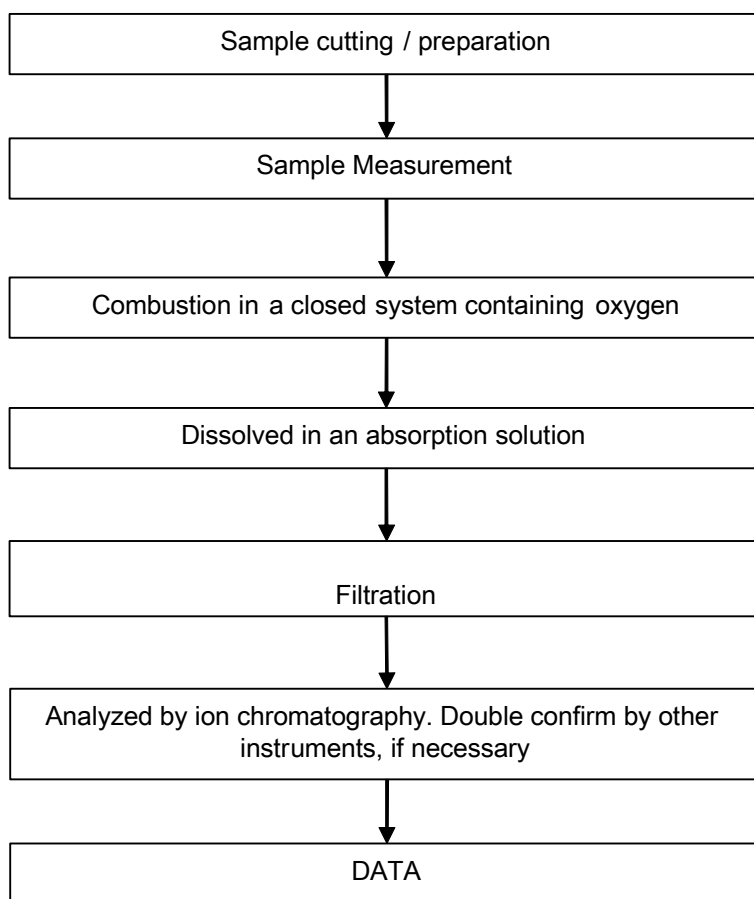 Sample cutting / preparation
Sample Measurement
Combustion in a closed system containing oxygen
Dissolved in an absorption solution
Filtration
Analyzed by ion chromatography. Double confirm by other
instruments, if necessary
DATA